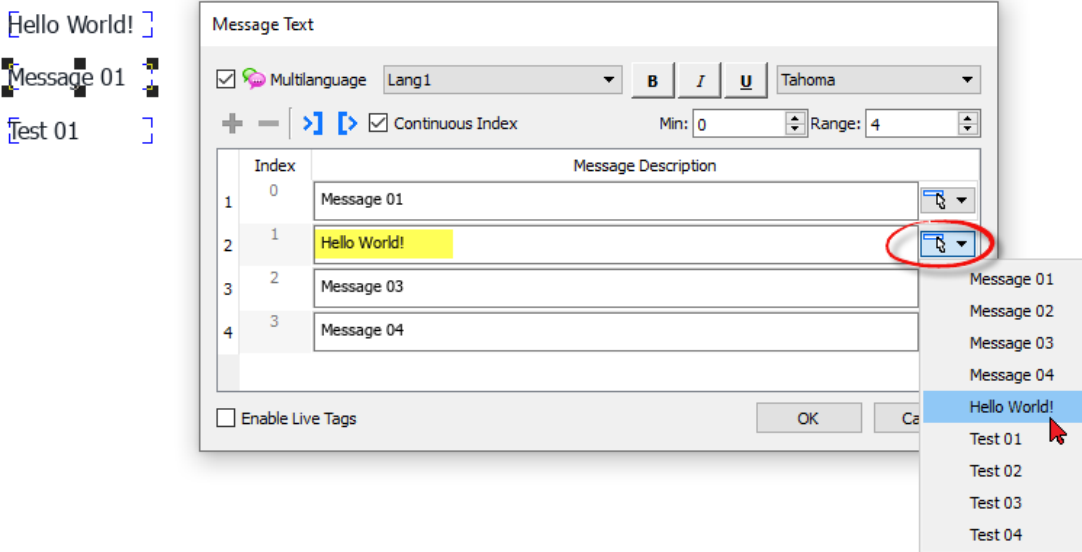 Hello World!
Message 01
Test 01
Message Text
Multilanguage Lang1 B I U Tahoma
Continuous Index Min: 0 Range: 4
Index Message Description
1 0 Message 01
2 1 Hello World!
3 2 Message 03
4 3 Message 04
Enable Live Tags OK Ca
Message 01
Message 02
Message 03
Message 04
Hello World!
Test 01
Test 02
Test 03
Test 04